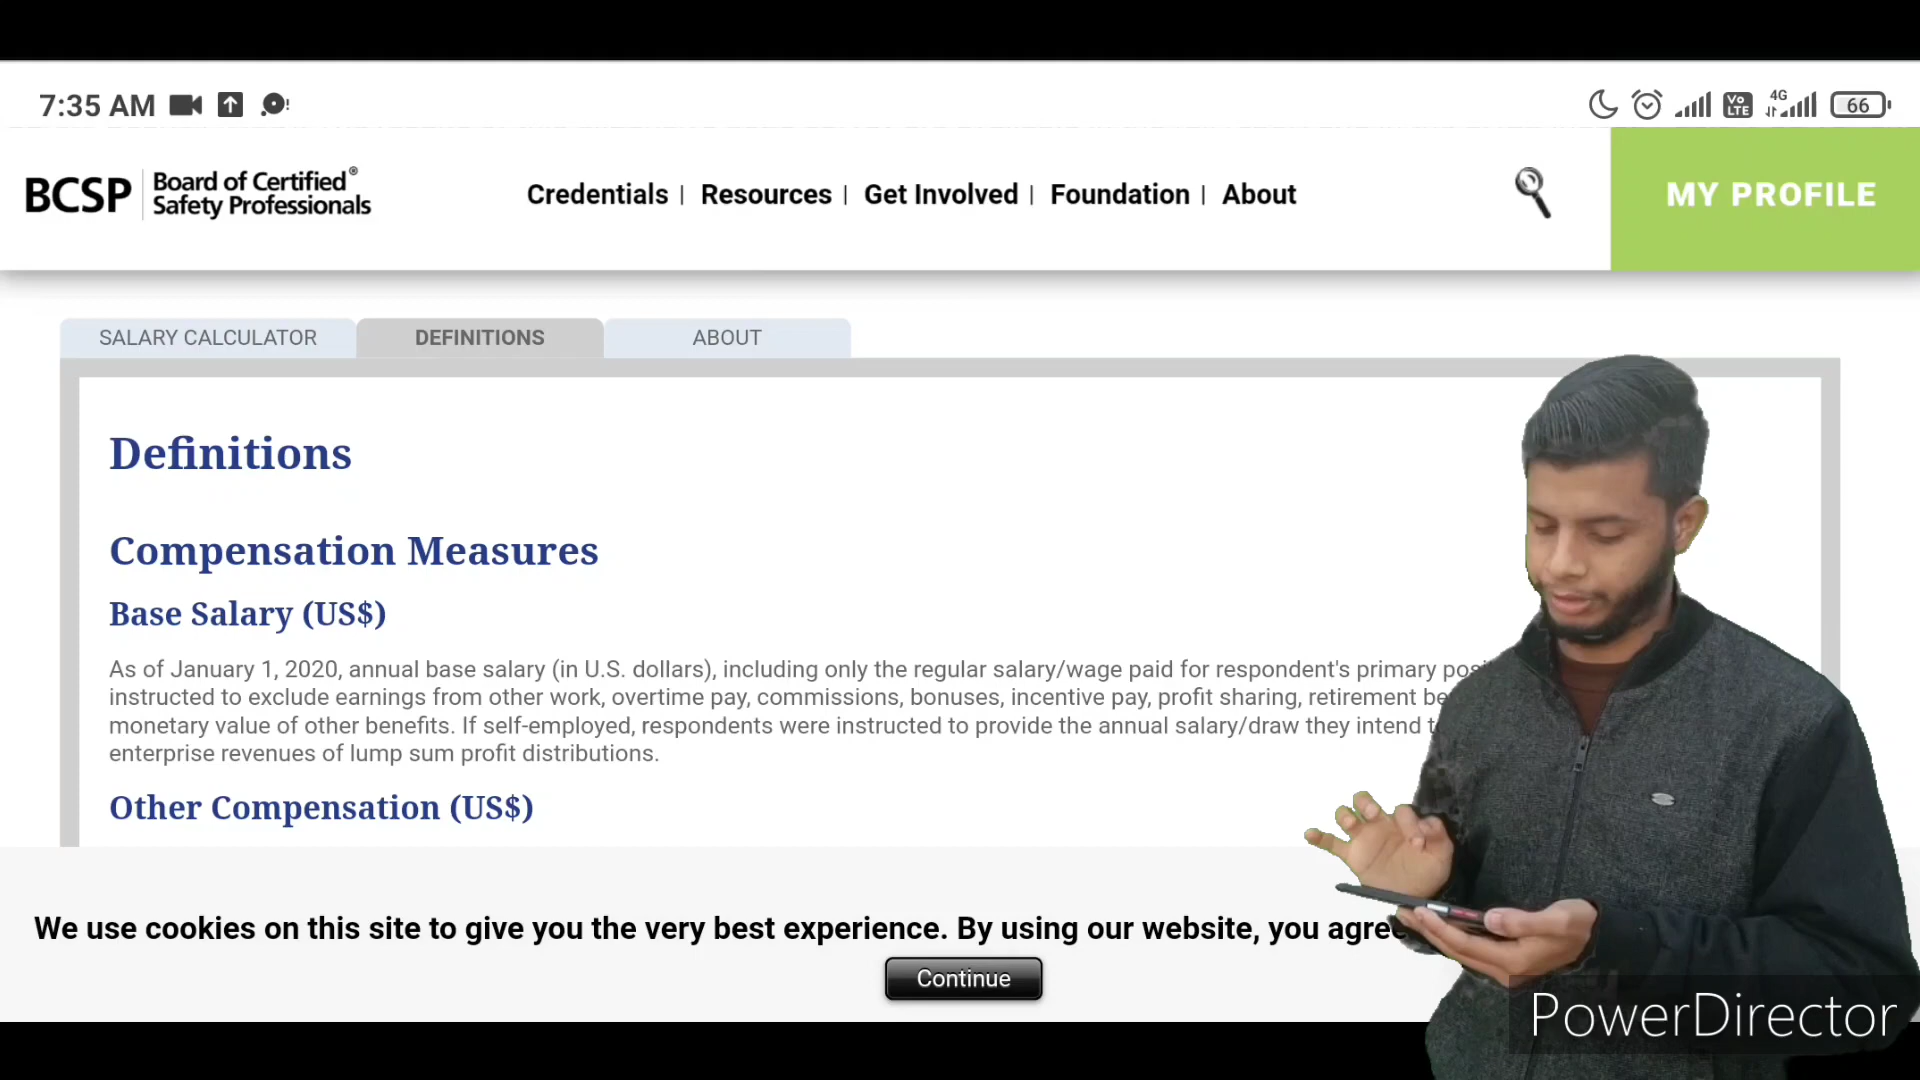 7:35 AM
4G
Vo
LTE
66
BCSP
Board of Certified®
Safety Professionals
Credentials | Resources | Get Involved | Foundation | About
MY PROFILE
SALARY CALCULATOR
DEFINITIONS
ABOUT
Definitions
Compensation Measures
Base Salary (US$)
As of January 1, 2020, annual base salary (in U.S. dollars), including only the regular salary/wage paid for respondent's primary
instructed to exclude earnings from other work, overtime pay, commissions, bonuses, incentive pay, profit sharing, retirement
monetary value of other benefits. If self-employed, respondents were instructed to provide the annual salary/draw they intend
enterprise revenues of lump sum profit distributions.
Other Compensation (US$)
We use cookies on this site to give you the very best experience. By using our website, you agree
Continue
PowerDirector